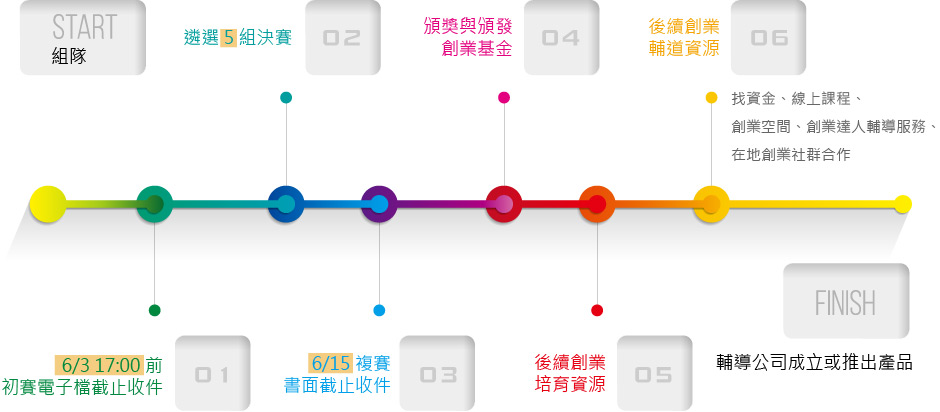 START
組隊
遴選 5 組決賽
02
頒獎與頒發
創業基金
04
後續創業
輔道資源
06
找資金、線上課程、
創業空間、創業達人輔導服務、
在地創業社群合作
6/3 17:00 前
初賽電子檔截止收件
01
6/15 複賽
書面截止收件
03
後續創業
培育資源
05
FINISH
輔導公司成立或推出產品